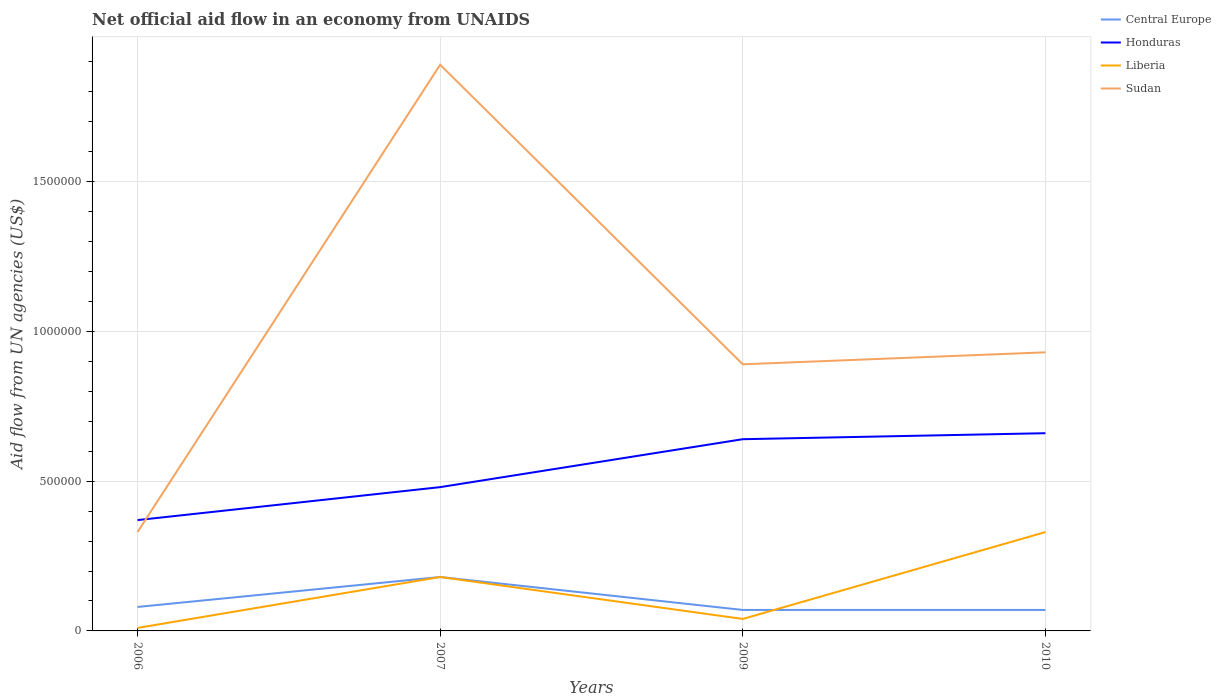 Net official aid flow in an economy from UNAIDS
Central Europe
Honduras
Liberia
Sudan
Aid flow from UN agencies (US$)
1500000
1000000
500000
0
2006
2007
2009
2010
Years